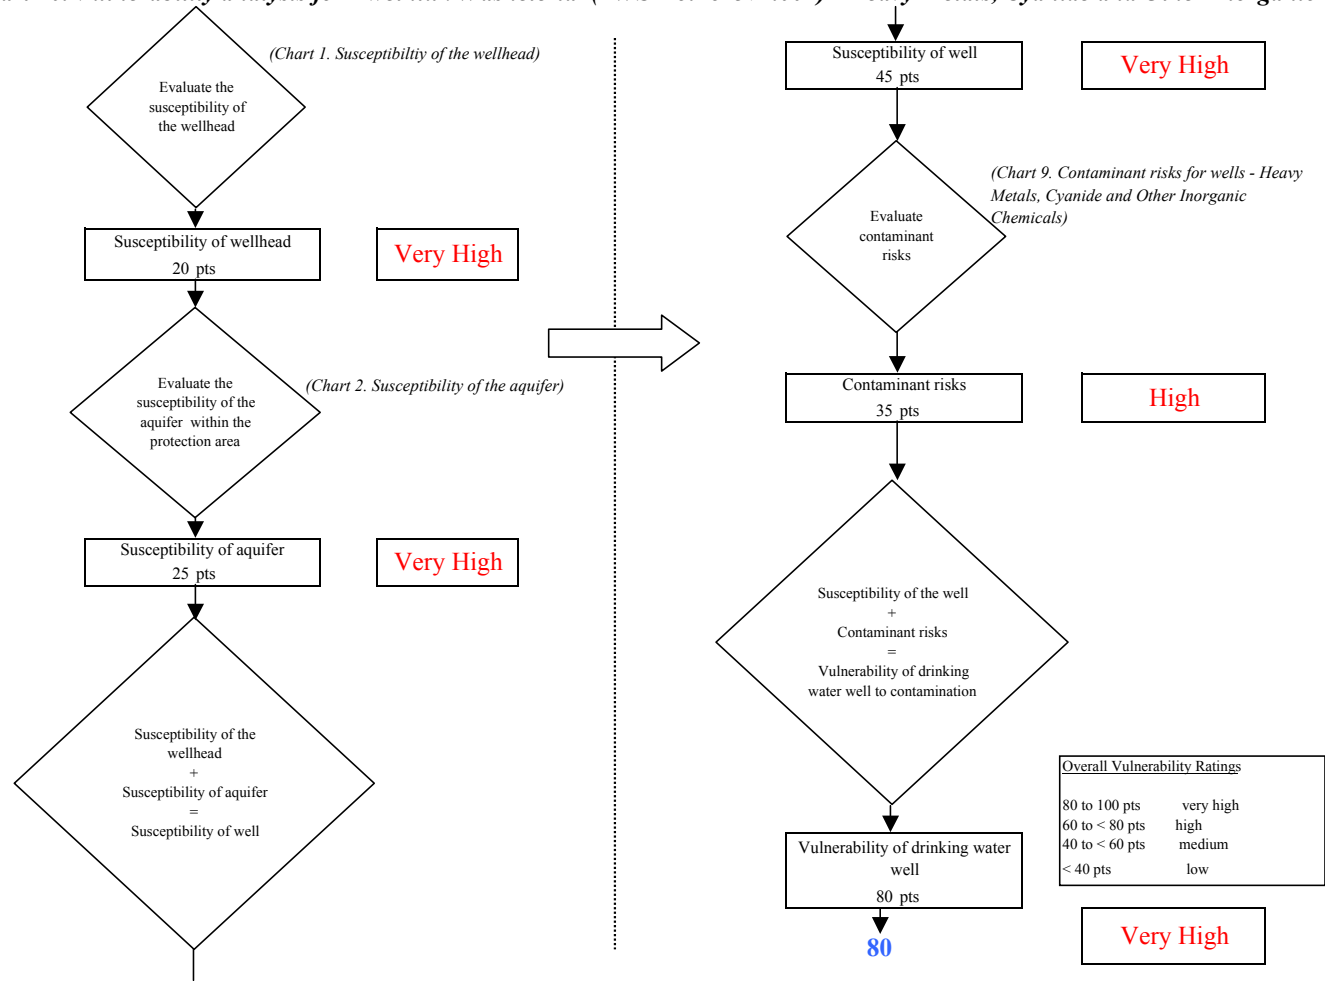 (Chart 1. Susceptibiltiy of the wellhead)
Evaluate the
susceptibility of
the wellhead
Susceptibility of wellhead
20 pts
Very High
Evaluate the
susceptibility of the
aquifer within the
protection area
(Chart 2. Susceptibility of the aquifer)
Susceptibility of aquifer
25 pts
Very High
Susceptibility of the
wellhead
+
Susceptibility of aquifer
=
Susceptibility of well
Susceptibility of well
45 pts
Very High
(Chart 9. Contaminant risks for wells - Heavy
Metals, Cyanide and Other Inorganic
Chemicals)
Evaluate
contaminant
risks
Contaminant risks
35 pts
High
Susceptibility of the well
+
Contaminant risks
=
Vulnerability of drinking
water well to contamination
Overall Vulnerability Ratings
80 to 100 pts very high
60 to < 80 pts high
40 to < 60 pts medium
< 40 pts low
Vulnerability of drinking water
well
80 pts
80
Very High